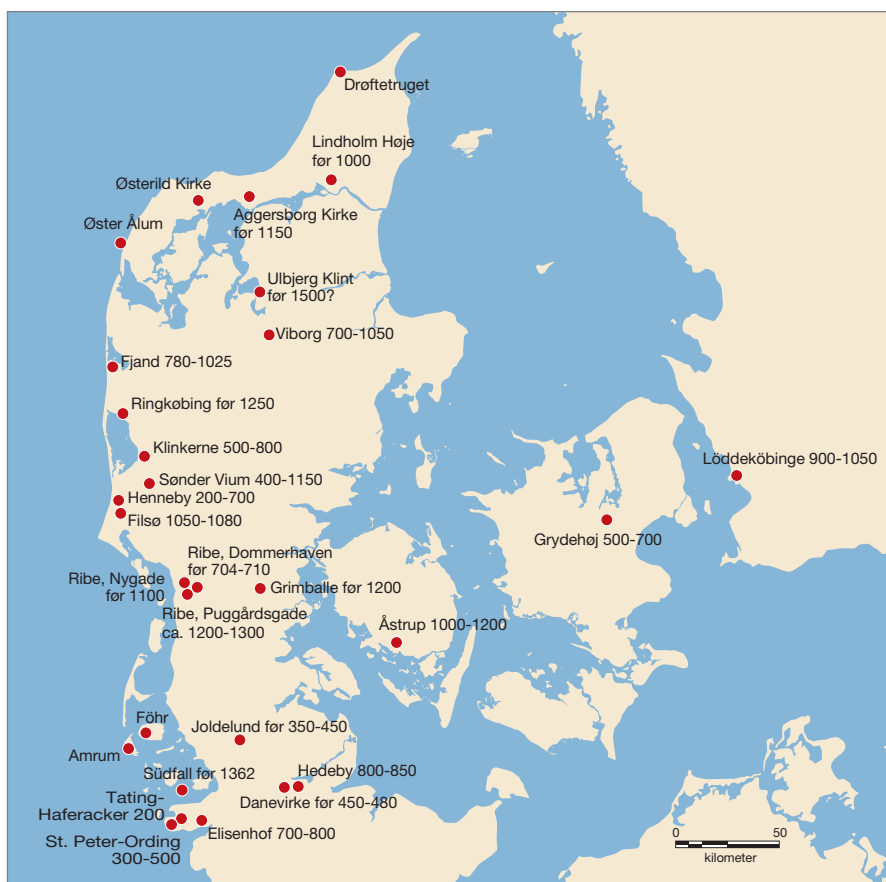 Drøftetruget
Lindholm Høje
før 1000
Østerild Kirke
Aggersborg Kirke
før 1150
Øster Ålum
Ulbjerg Klint
før 1500?
Viborg 700-1050
Fjand 780-1025
Ringkøbing før 1250
Klinkerne 500-800
Löddeköbinge 900-1050
Sønder Vium 400-1150
Henneby 200-700
Filsø 1050-1080
Grydehøj 500-700
Ribe, Dommerhaven
før 704-710
Ribe, Nygade
før 1100
Grimballe før 1200
Ribe, Puggårdsgade
ca. 1200-1300
Åstrup 1000-1200
Föhr
Joldelund før 350-450
Amrum
Südfall før 1362
Hedeby 800-850
Danevirke før 450-480
Tating-
Haferacker 200
Elisenhof 700-800
St. Peter-Ording
300-500
0 50
kilometer